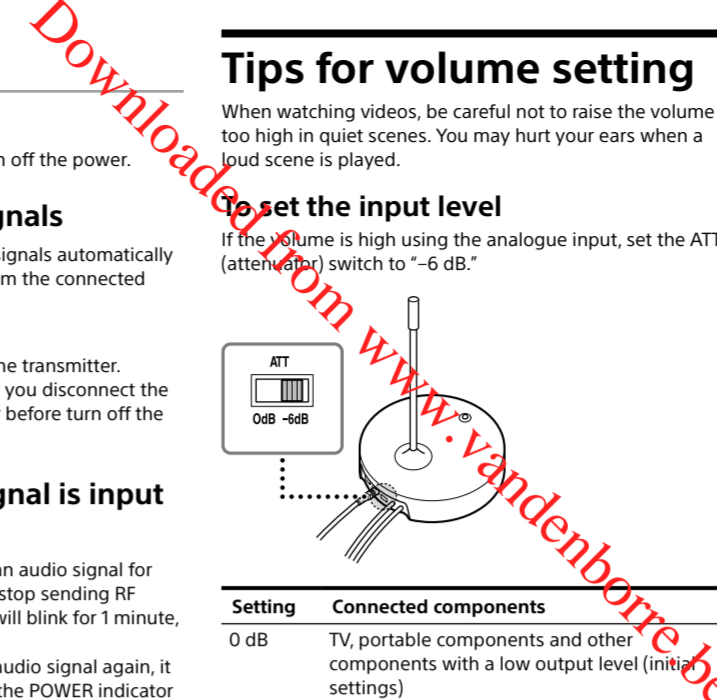 n off the power.
gnals
signals automatically
m the connected
he transmitter.
you disconnect the
before turn off the
gnal is input
an audio signal for
stop sending RF
will blink for 1 minute,
audio signal again, it
the POWER indicator
Tips for volume setting
When watching videos, be careful not to raise the volume
too high in quiet scenes. You may hurt your ears when a
loud scene is played.
To set the input level
If the volume is high using the analogue input, set the ATT
(attenuator) switch to “−6 dB.”
ATT
0dB −6dB
Setting Connected components
0 dB TV, portable components and other
components with a low output level (initial
settings)
Downloaded from www.vandenborre.be